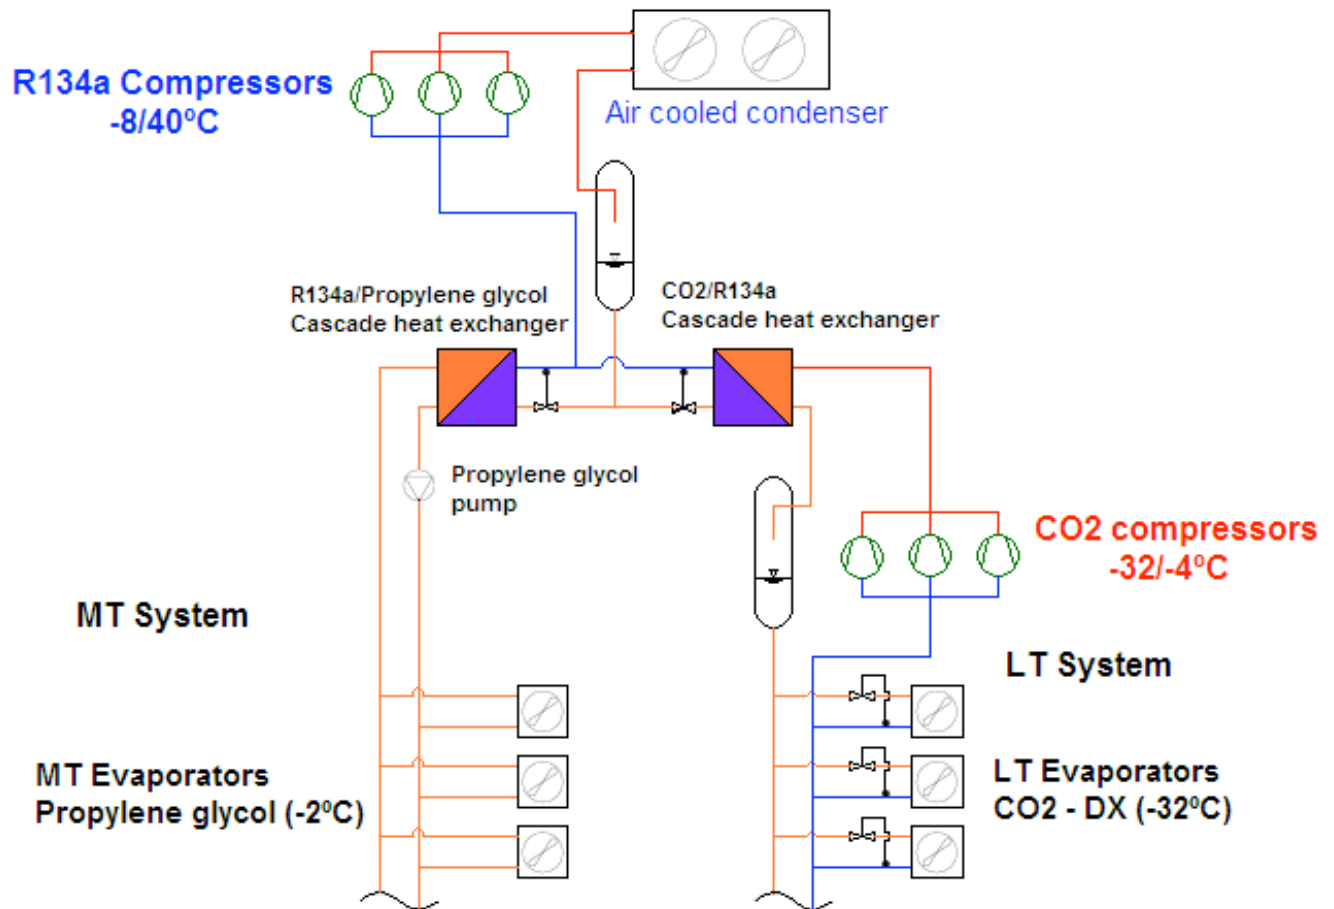 R134a Compressors
-8/40ºC
Air cooled condenser
R134a/Propylene glycol
Cascade heat exchanger
CO2/R134a
Cascade heat exchanger
Propylene glycol
pump
CO2 compressors
-32/-4ºC
MT System
LT System
MT Evaporators
Propylene glycol (-2ºC)
LT Evaporators
CO2 - DX (-32ºC)